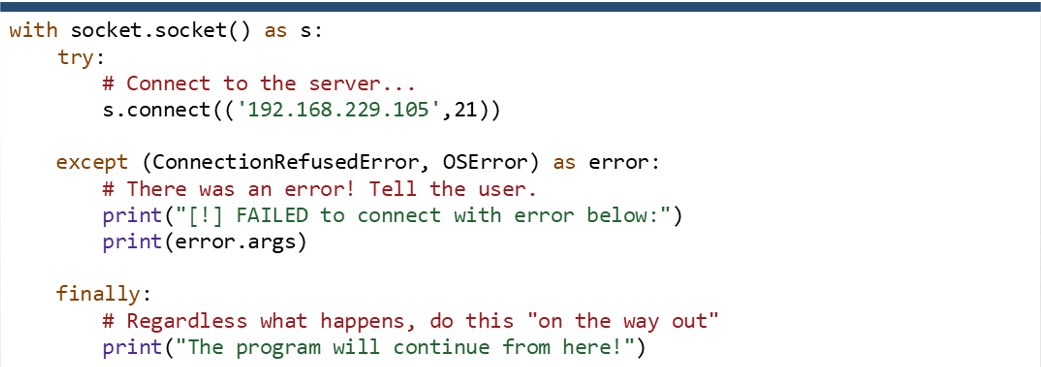 with socket.socket() as s:
    try:
        # Connect to the server...
        s.connect(('192.168.229.105',21))

    except (ConnectionRefusedError, OSError) as error:
        # There was an error! Tell the user.
        print("[!] FAILED to connect with error below:")
        print(error.args)

    finally:
        # Regardless what happens, do this "on the way out"
        print("The program will continue from here!")